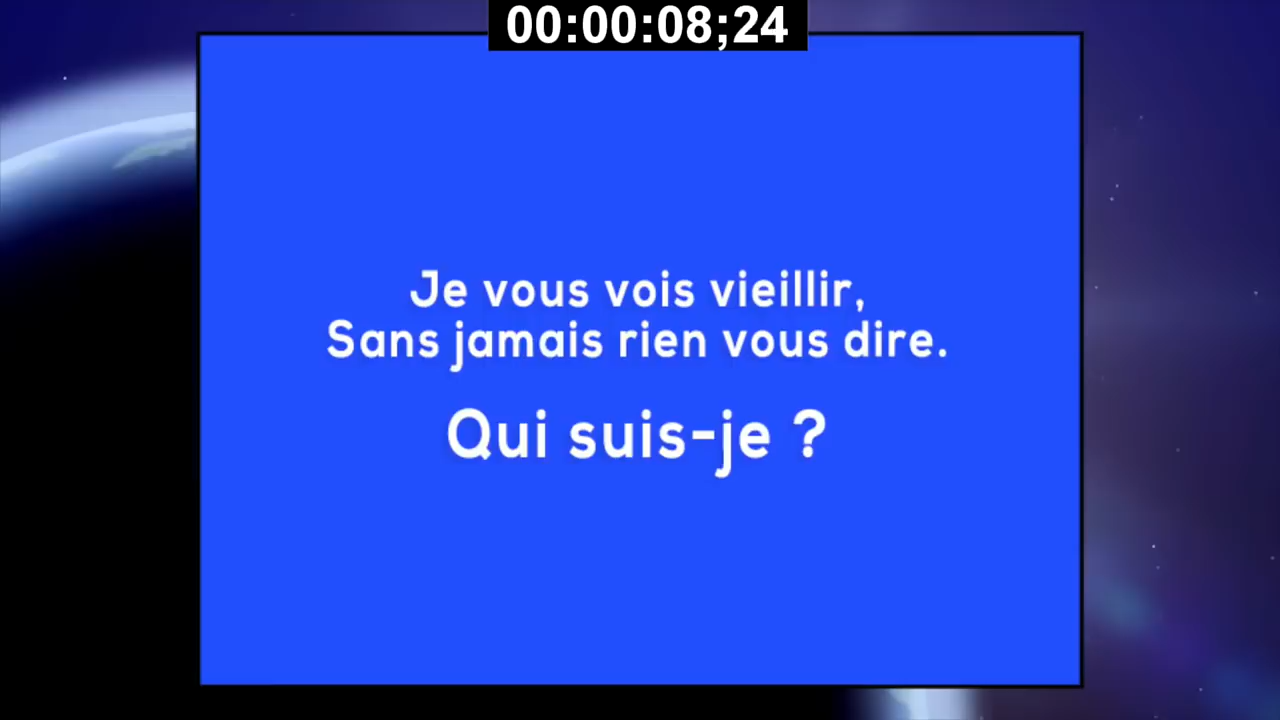 00:00:08;24
Je vous vois vieillir,
Sans jamais rien vous dire.
Qui suis-je ?